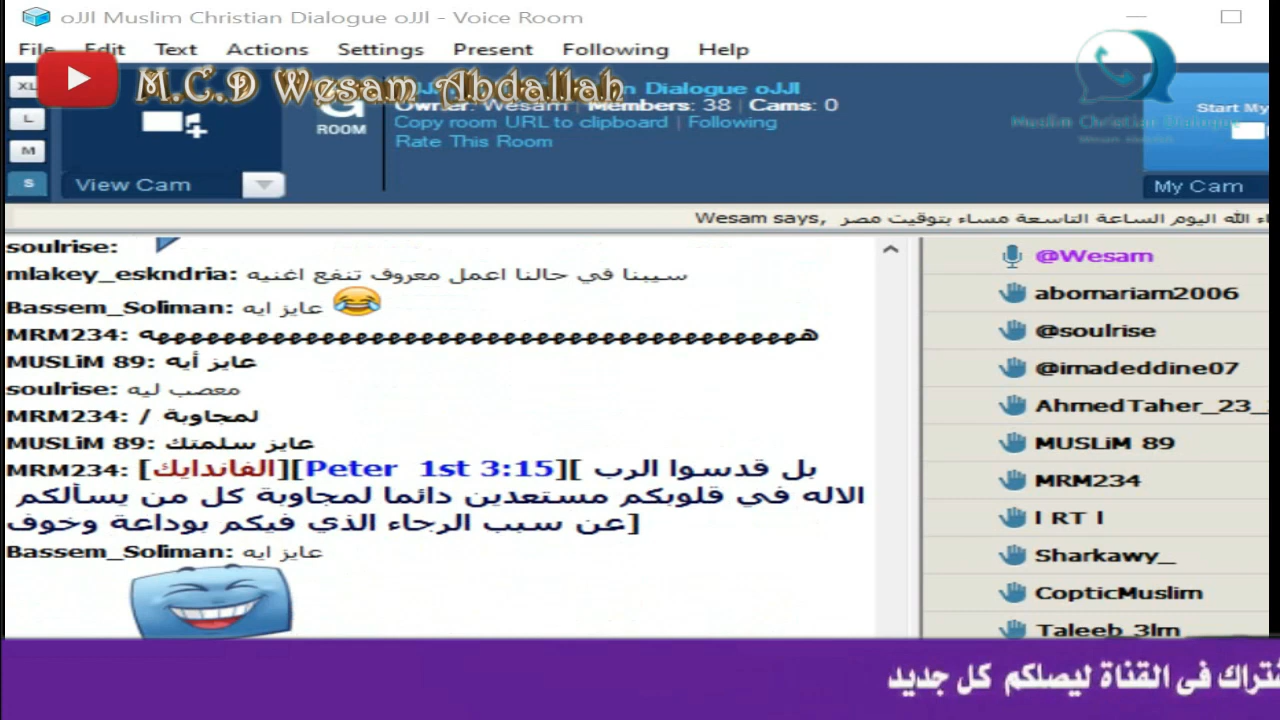 oJJl Muslim Christian Dialogue oJJl - Voice Room
File Edit Text Actions Settings Present Following Help
M.C.D Wesam Abdallah
Dialogue oJJl
Owner: Wesam | Members: 38 | Cams: 0
Copy room URL to clipboard | Following
Rate This Room
ROOM
XL
L
M
S
View Cam
Start My
My Cam
Muslim Christian Dialogue
Wesam says, الله اليوم الساعة التاسعة مساء بتوقيت مصر
soulrise:
mlakey_eskndria: سيبنا في حالنا اعمل معروف تنفع اغنيه
Bassem_Soliman: عايز ايه
MRM234: هههههههههههههههههههههههههههههههههههههههه
MUSLiM 89: عايز أيه
soulrise: معصب ليه
MRM234: / لمجاوبة
MUSLiM 89: عايز سلمتك
MRM234: [الفاندايك][Peter 1st 3:15][ بل قدسوا الرب
الاله في قلوبكم مستعدين دائما لمجاوبة كل من يسألكم
عن سبب الرجاء الذي فيكم بوداعة وخوف]
Bassem_Soliman: عايز ايه
@Wesam
abomariam2006
@soulrise
@imadeddine07
AhmedTaher_23_
MUSLiM 89
MRM234
l RT l
Sharkawy_
CopticMuslim
Taleeb_3lm
فى القناة ليصلكم كل جديد